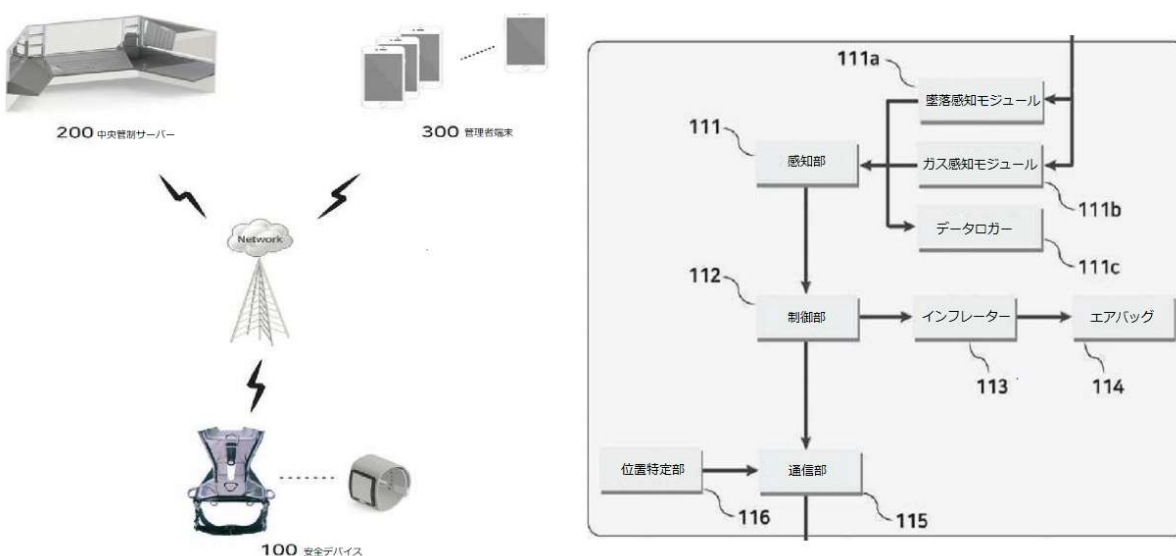 200 中央管制サーバー
300 管理者端末
Network
100 安全デバイス
111a
墜落感知モジュール
111
感知部
ガス感知モジュール
111b
データロガー
111c
112
制御部
インフレーター
エアバッグ
113
114
位置特定部
通信部
116
115